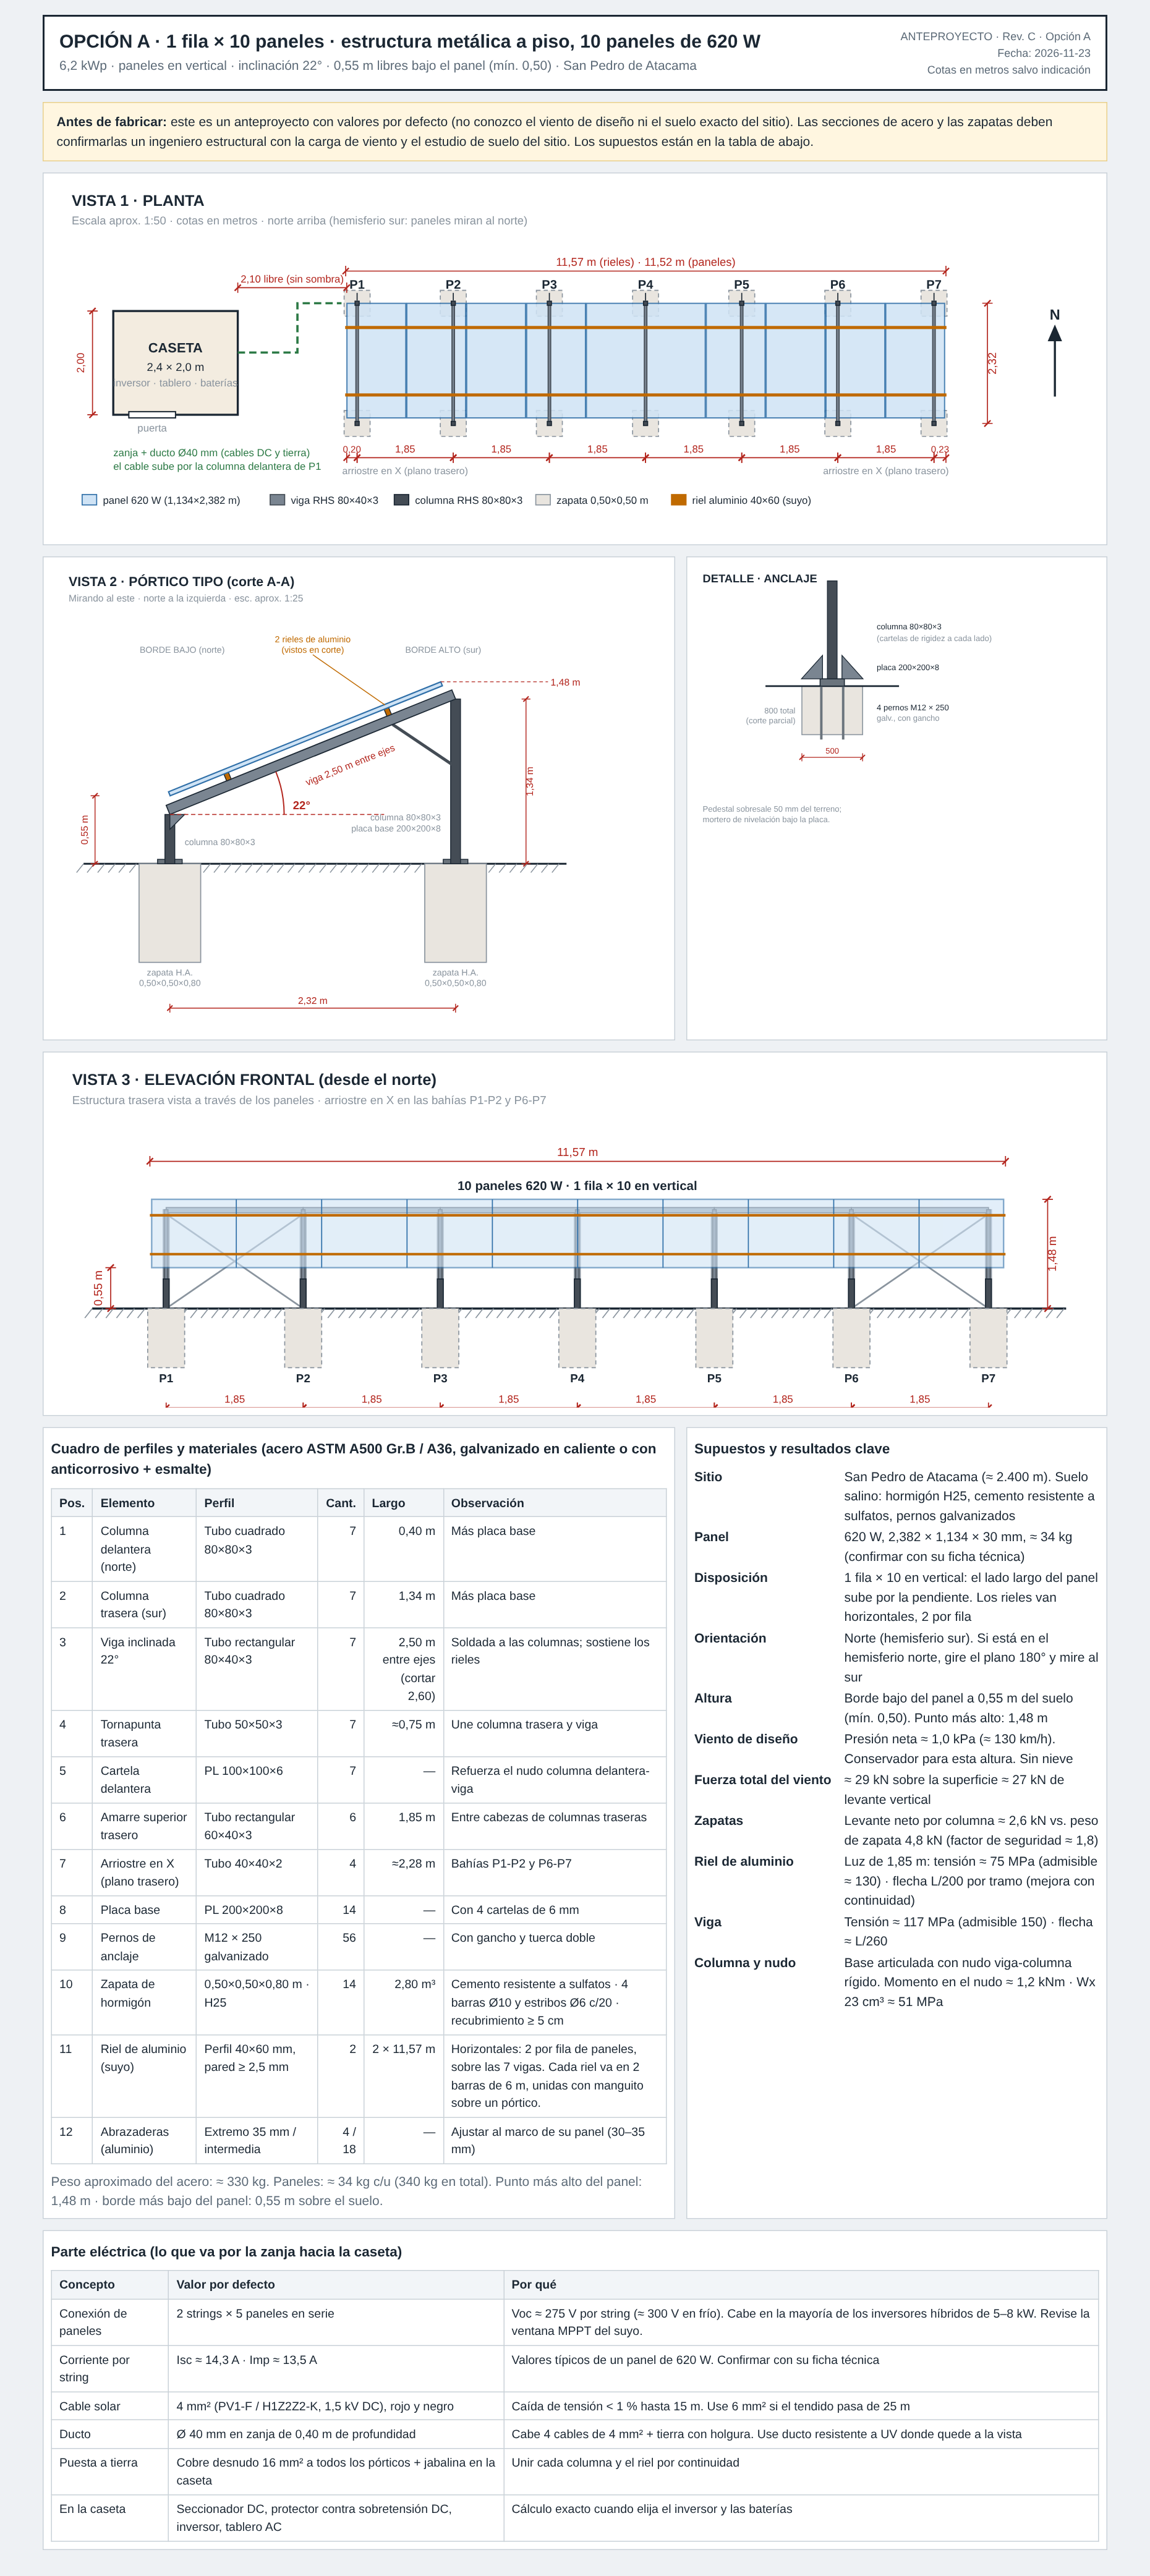 OPCIÓN A · 1 fila × 10 paneles · estructura metálica a piso, 10 paneles de 620 W
6,2 kWp · paneles en vertical · inclinación 22° · 0,55 m libres bajo el panel (mín. 0,50) · San Pedro de Atacama
ANTEPROYECTO · Rev. C · Opción A
Fecha: 2026-11-23
Cotas en metros salvo indicación
Antes de fabricar: este es un anteproyecto con valores por defecto (no conozco el viento de diseño ni el suelo exacto del sitio). Las secciones de acero y las zapatas deben
confirmarlas un ingeniero estructural con la carga de viento y el estudio de suelo del sitio. Los supuestos están en la tabla de abajo.
VISTA 1 · PLANTA
Escala aprox. 1:50 · cotas en metros · norte arriba (hemisferio sur: paneles miran al norte)
11,57 m (rieles) · 11,52 m (paneles)
2,10 libre (sin sombra)
P1 P2 P3 P4 P5 P6 P7
N
2,00
CASETA
2,4 × 2,0 m
nversor · tablero · baterías
puerta
2,32
zanja + ducto Ø40 mm (cables DC y tierra)
el cable sube por la columna delantera de P1
0,20 1,85 1,85 1,85 1,85 1,85 1,85 0,23
arriostre en X (plano trasero)
arriostre en X (plano trasero)
panel 620 W (1,134×2,382 m)
viga RHS 80×40×3
columna RHS 80×80×3
zapata 0,50×0,50 m
riel aluminio 40×60 (suyo)
VISTA 2 · PÓRTICO TIPO (corte A-A)
Mirando al este · norte a la izquierda · esc. aprox. 1:25
2 rieles de aluminio
(vistos en corte)
BORDE BAJO (norte)
BORDE ALTO (sur)
1,48 m
viga 2,50 m entre ejes
1,34 m
22°
0,55 m
columna 80×80×3
placa base 200×200×8
columna 80×80×3
zapata H.A.
0,50×0,50×0,80
zapata H.A.
0,50×0,50×0,80
2,32 m
DETALLE · ANCLAJE
columna 80×80×3
(cartelas de rigidez a cada lado)
placa 200×200×8
800 total
(corte parcial)
4 pernos M12 × 250
galv., con gancho
500
Pedestal sobresale 50 mm del terreno;
mortero de nivelación bajo la placa.
VISTA 3 · ELEVACIÓN FRONTAL (desde el norte)
Estructura trasera vista a través de los paneles · arriostre en X en las bahías P1-P2 y P6-P7
11,57 m
10 paneles 620 W · 1 fila × 10 en vertical
0,55 m
1,48 m
P1 P2 P3 P4 P5 P6 P7
1,85 1,85 1,85 1,85 1,85 1,85
Cuadro de perfiles y materiales (acero ASTM A500 Gr.B / A36, galvanizado en caliente o con
anticorrosivo + esmalte)
Pos. Elemento Perfil Cant. Largo Observación
1 Columna delantera (norte) Tubo cuadrado 80×80×3 7 0,40 m Más placa base
2 Columna trasera (sur) Tubo cuadrado 80×80×3 7 1,34 m Más placa base
3 Viga inclinada 22° Tubo rectangular 80×40×3 7 2,50 m entre ejes (cortar 2,60) Soldada a las columnas; sostiene los rieles
4 Tornapunta trasera Tubo 50×50×3 7 ≈0,75 m Une columna trasera y viga
5 Cartela delantera PL 100×100×6 7 — Refuerza el nudo columna delantera-viga
6 Amarre superior trasero Tubo rectangular 60×40×3 6 1,85 m Entre cabezas de columnas traseras
7 Arriostre en X (plano trasero) Tubo 40×40×2 4 ≈2,28 m Bahías P1-P2 y P6-P7
8 Placa base PL 200×200×8 14 — Con 4 cartelas de 6 mm
9 Pernos de anclaje M12 × 250 galvanizado 56 — Con gancho y tuerca doble
10 Zapata de hormigón 0,50×0,50×0,80 m · H25 14 2,80 m³ Cemento resistente a sulfatos · 4 barras Ø10 y estribos Ø6 c/20 · recubrimiento ≥ 5 cm
11 Riel de aluminio (suyo) Perfil 40×60 mm, pared ≥ 2,5 mm 2 2 × 11,57 m Horizontales: 2 por fila de paneles, sobre las 7 vigas. Cada riel va en 2 barras de 6 m, unidas con manguito sobre un pórtico.
12 Abrazaderas (aluminio) Extremo 35 mm / intermedia 4 / 18 — Ajustar al marco de su panel (30–35 mm)
Peso aproximado del acero: ≈ 330 kg. Paneles: ≈ 34 kg c/u (340 kg en total). Punto más alto del panel:
1,48 m · borde más bajo del panel: 0,55 m sobre el suelo.
Supuestos y resultados clave
Sitio San Pedro de Atacama (≈ 2.400 m). Suelo
salino: hormigón H25, cemento resistente a
sulfatos, pernos galvanizados
Panel 620 W, 2,382 × 1,134 × 30 mm, ≈ 34 kg
(confirmar con su ficha técnica)
Disposición 1 fila × 10 en vertical: el lado largo del panel
sube por la pendiente. Los rieles van
horizontales, 2 por fila
Orientación Norte (hemisferio sur). Si está en el
hemisferio norte, gire el plano 180° y mire al
sur
Altura Borde bajo del panel a 0,55 m del suelo
(mín. 0,50). Punto más alto: 1,48 m
Viento de diseño Presión neta ≈ 1,0 kPa (≈ 130 km/h).
Conservador para esta altura. Sin nieve
Fuerza total del viento ≈ 29 kN sobre la superficie ≈ 27 kN de
levante vertical
Zapatas Levante neto por columna ≈ 2,6 kN vs. peso
de zapata 4,8 kN (factor de seguridad ≈ 1,8)
Riel de aluminio Luz de 1,85 m: tensión ≈ 75 MPa (admisible
≈ 130) · flecha L/200 por tramo (mejora con
continuidad)
Viga Tensión ≈ 117 MPa (admisible 150) · flecha
≈ L/260
Columna y nudo Base articulada con nudo viga-columna
rígido. Momento en el nudo ≈ 1,2 kNm · Wx
23 cm³ ≈ 51 MPa
Parte eléctrica (lo que va por la zanja hacia la caseta)
Concepto Valor por defecto Por qué
Conexión de paneles 2 strings × 5 paneles en serie Voc ≈ 275 V por string (≈ 300 V en frío). Cabe en la mayoría de los inversores híbridos de 5–8 kW. Revise la ventana MPPT del suyo.
Corriente por string Isc ≈ 14,3 A · Imp ≈ 13,5 A Valores típicos de un panel de 620 W. Confirmar con su ficha técnica
Cable solar 4 mm² (PV1-F / H1Z2Z2-K, 1,5 kV DC), rojo y negro Caída de tensión < 1 % hasta 15 m. Use 6 mm² si el tendido pasa de 25 m
Ducto Ø 40 mm en zanja de 0,40 m de profundidad Cabe 4 cables de 4 mm² + tierra con holgura. Use ducto resistente a UV donde quede a la vista
Puesta a tierra Cobre desnudo 16 mm² a todos los pórticos + jabalina en la caseta Unir cada columna y el riel por continuidad
En la caseta Seccionador DC, protector contra sobretensión DC, inversor, tablero AC Cálculo exacto cuando elija el inversor y las baterías